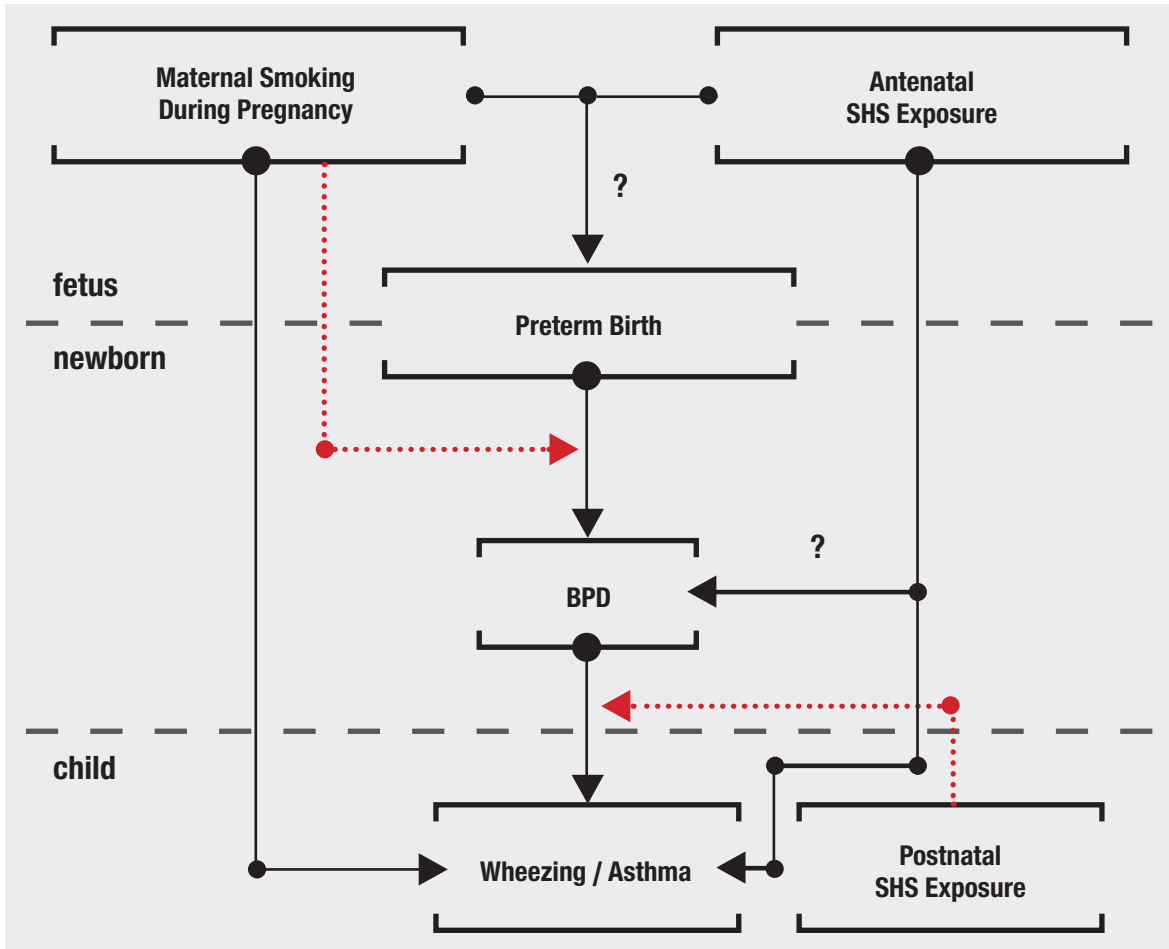 Maternal Smoking
During Pregnancy
Antenatal
SHS Exposure
?
fetus
Preterm Birth
newborn
?
BPD
child
Wheezing / Asthma
Postnatal
SHS Exposure